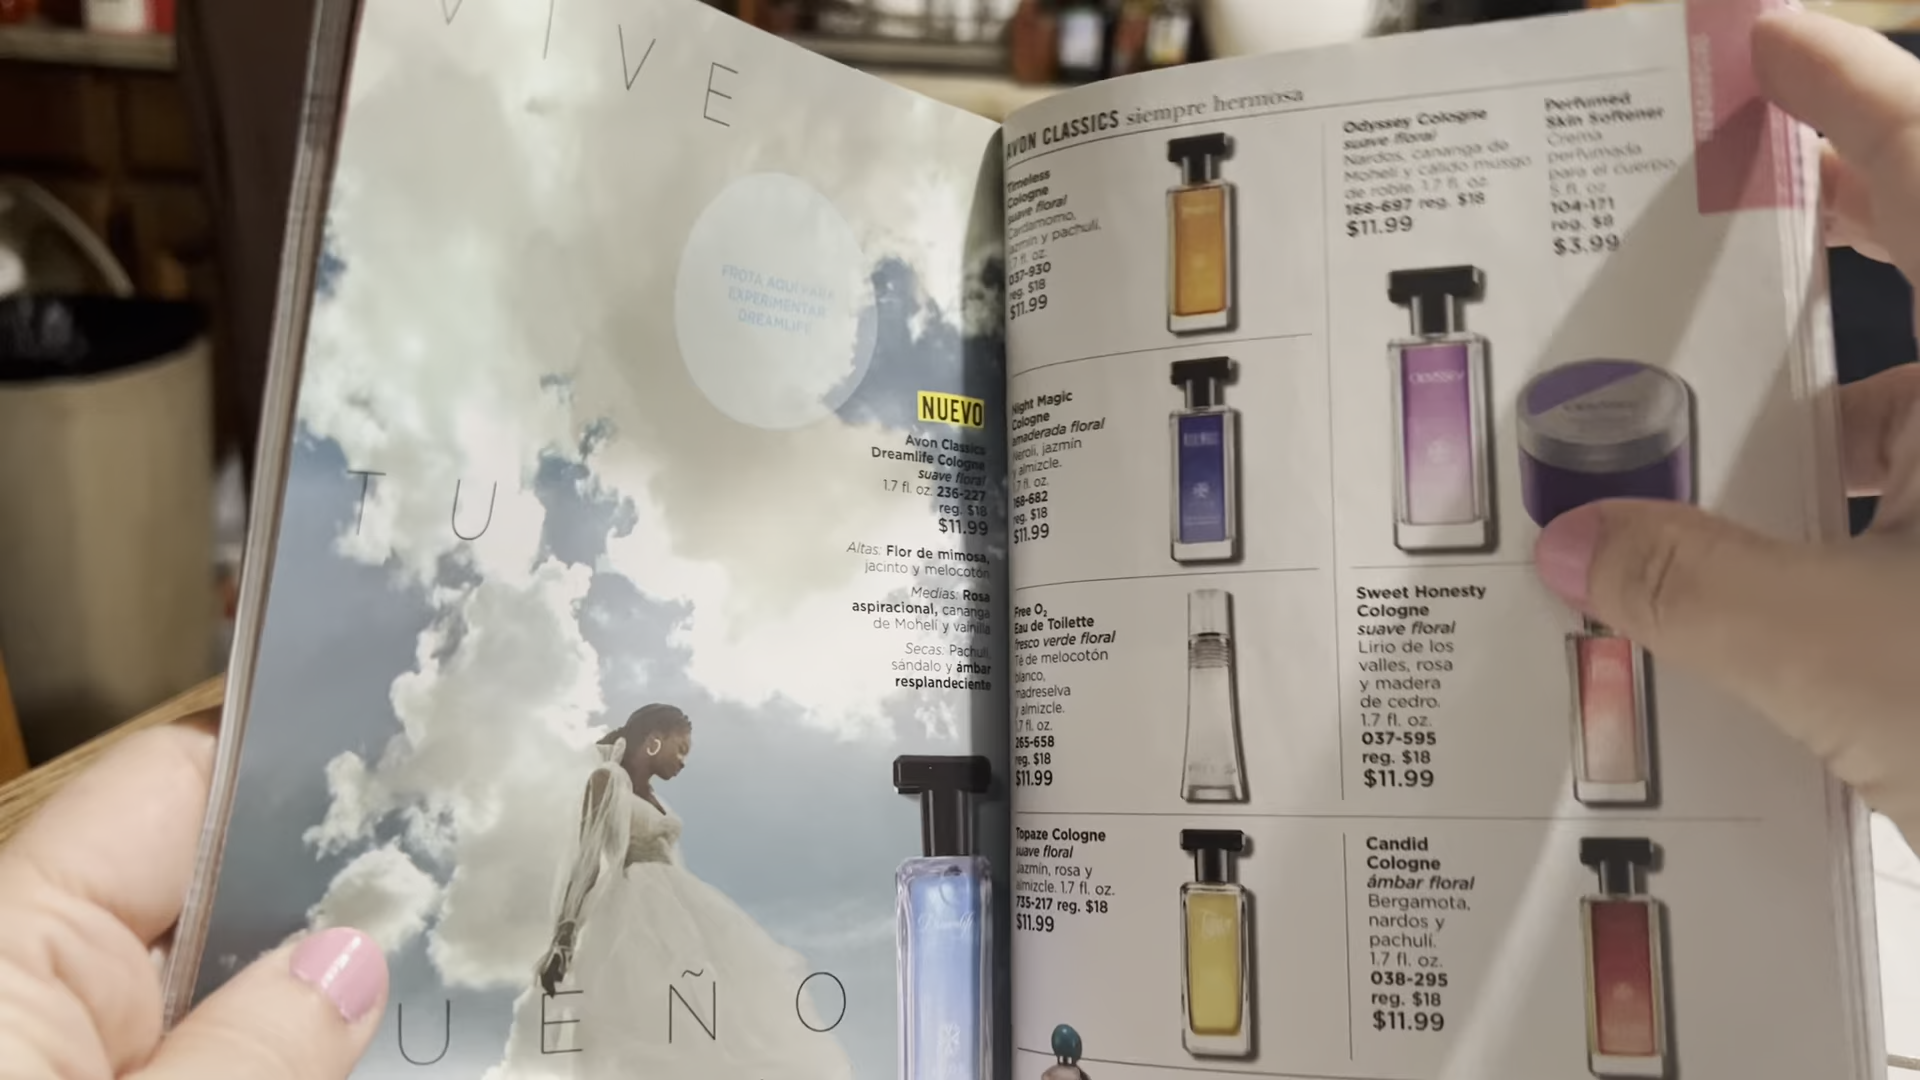 VIVE
TU
UEÑO
FROTA AQUÍ PARA
EXPERIMENTAR
DREAMLIFE
NUEVO
Avon Classics
Dreamlife Cologne
suave floral
1.7 fl. oz. 236-227
reg. $18
$11.99
Altas: Flor de mimosa,
jacinto y melocotón
Medias: Rosa
aspiracional, cananga
de Moheli y vainilla
Secas: Pachulí,
sándalo y ámbar
resplandeciente
Dreamlife
AVON CLASSICS siempre hermosa
Timeless
Cologne
suave floral
Cardamomo,
jazmín y pachulí.
1.7 fl. oz.
037-930
reg. $18
$11.99
Night Magic
Cologne
amaderada floral
Neroli, jazmín
y almizcle.
1.7 fl. oz.
168-682
reg. $18
$11.99
Free O2
Eau de Toilette
fresco verde floral
Té de melocotón
blanco,
madreselva
y almizcle.
1.7 fl. oz.
265-658
reg. $18
$11.99
Topaze Cologne
suave floral
Jazmín, rosa y
almizcle. 1.7 fl. oz.
735-217 reg. $18
$11.99
Odyssey Cologne
suave floral
Nardos, cananga de
Moheli y cálido musgo
de roble. 1.7 fl. oz.
168-697 reg. $18
$11.99
Perfumed
Skin Softener
Crema
perfumada
para el cuerpo.
5 fl. oz.
104-171
reg. $8
$3.99
ODYSSEY
Sweet Honesty
Cologne
suave floral
Lirio de los
valles, rosa
y madera
de cedro.
1.7 fl. oz.
037-595
reg. $18
$11.99
Candid
Cologne
ámbar floral
Bergamota,
nardos y
pachulí.
1.7 fl. oz.
038-295
reg. $18
$11.99